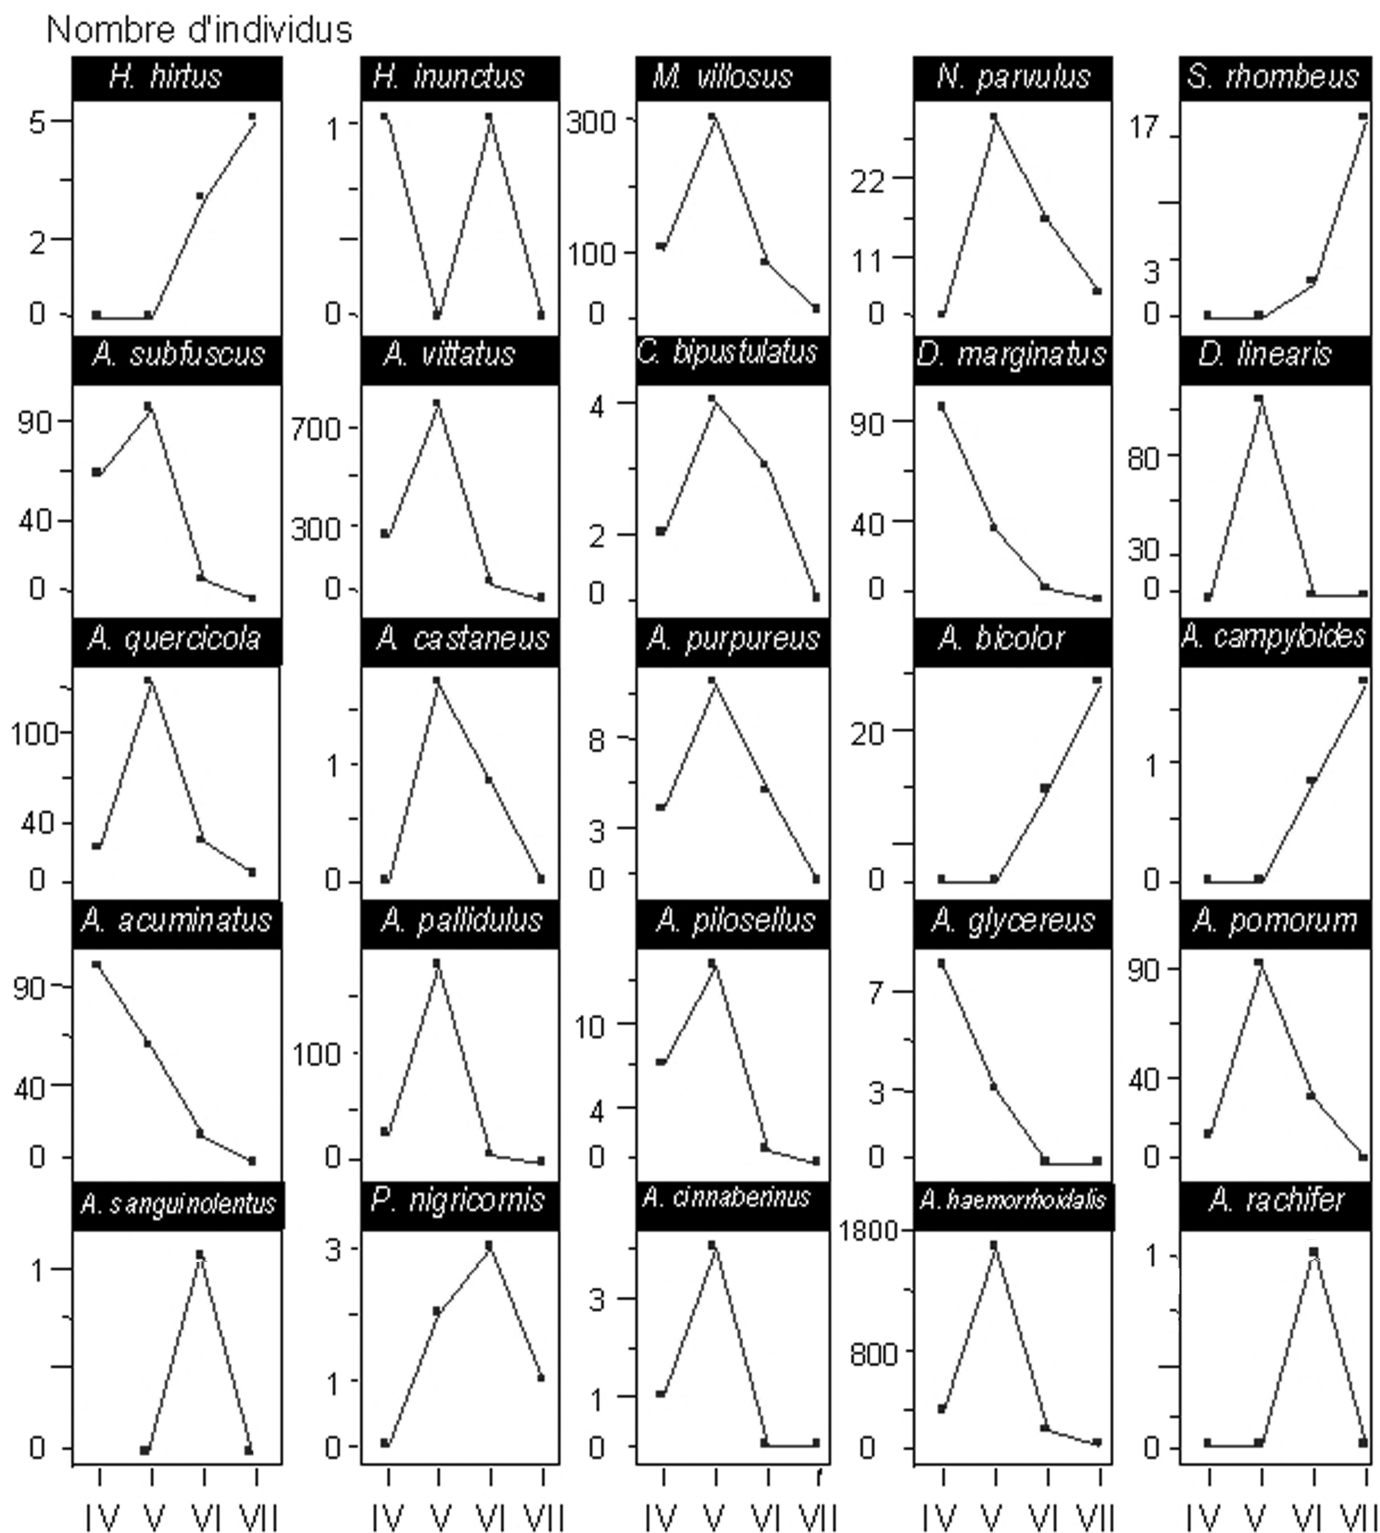 Nombre d'individus
H. hirtus H. inunctus M. villosus N. parvulus S. rhombeus
5 1 300 22 17
2 0 100 11 3
0 0 0 0
A. subfuscus A. vittatus C. bipustulatus D. marginatus D. linearis
90 700 4 90 80
40 300 2 40 30
0 0 0 0 0
A. quercicola A. castaneus A. purpureus A. bicolor A. campyloides
100 1 8 20 1
40 0 3 0 0
0 0
A. acuminatus A. pallidulus A. pilosellus A. glycereus A. pomorum
90 100 10 7 90
40 0 4 3 40
0 0 0 0
A. sanguinolentus P. nigricornis A. cinnaberinus A. haemorrhoidalis A. rachifer
1 3 3 1800 1
0 1 1 800 0
0 0 0
IV V VI VII IV V VI VII IV V VI VII IV V VI VII IV V VI VII